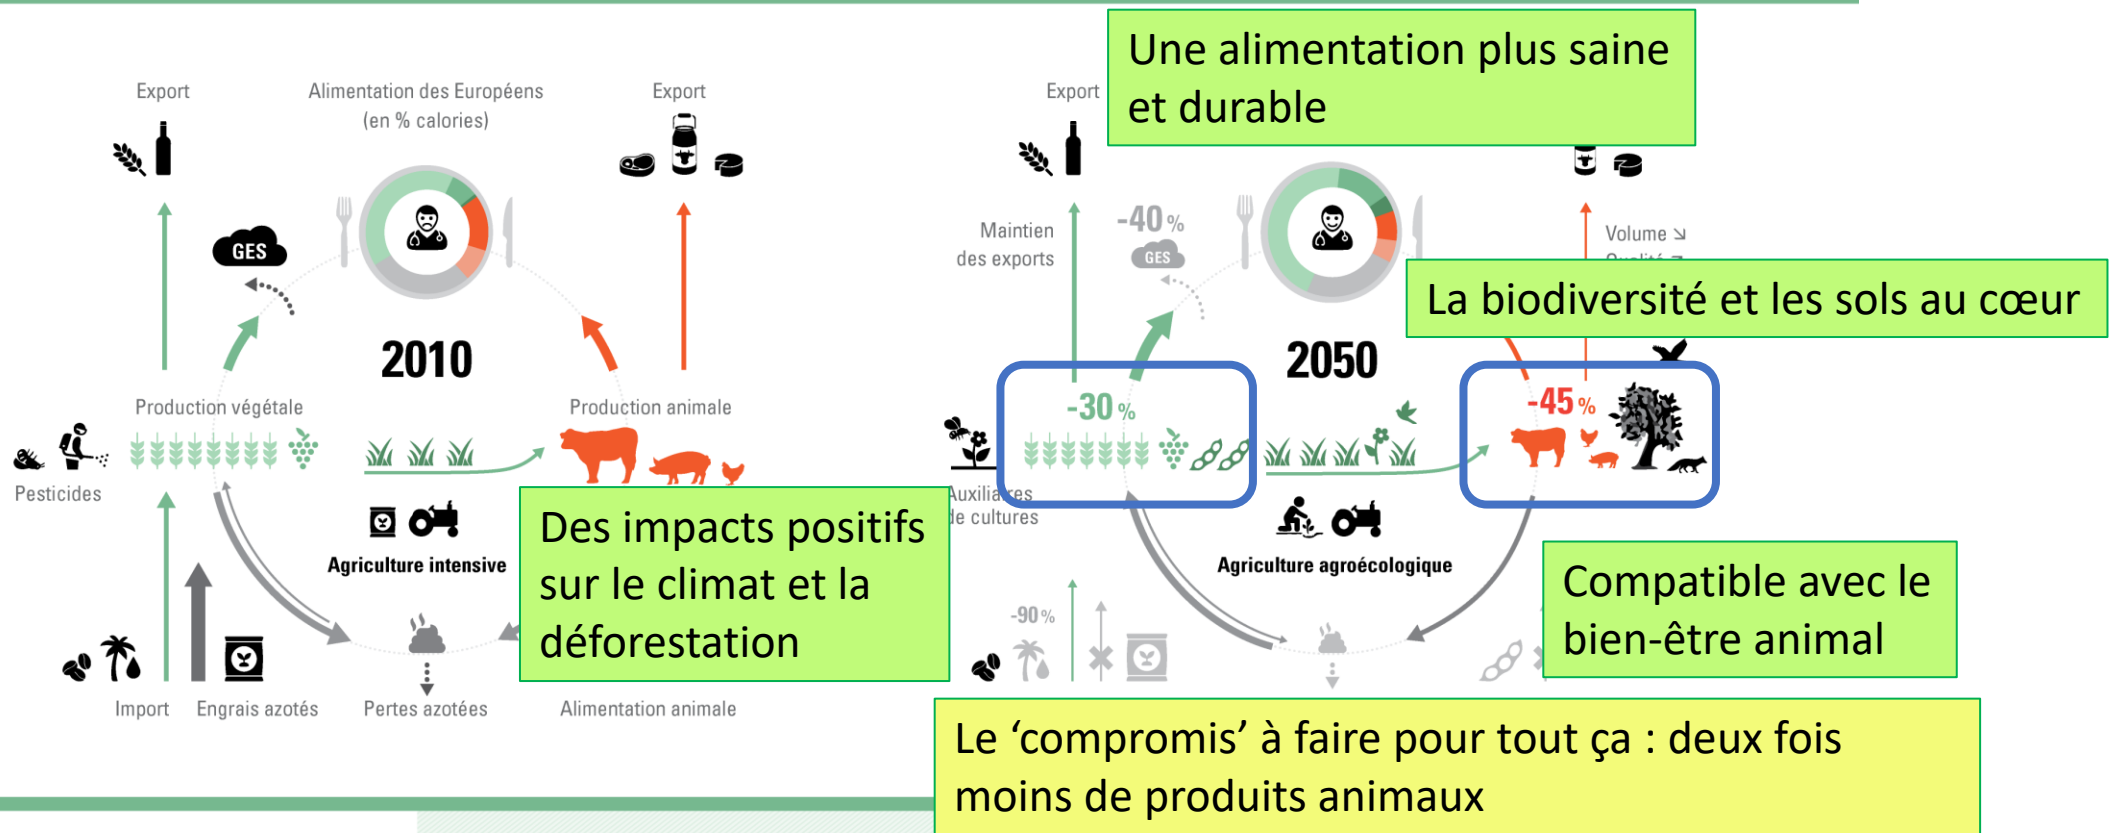 Une alimentation plus saine
et durable
Export
Alimentation des Européens
(en % calories)
Export
GES
2010
Production végétale
Production animale
Pesticides
Agriculture intensive
Import
Engrais azotés
Pertes azotées
Alimentation animale
Des impacts positifs
sur le climat et la
déforestation
Export
Maintien
des exports
-40 %
GES
Volume ↘
La biodiversité et les sols au cœur
2050
-30 %
-45 %
Auxiliaires
de cultures
Agriculture agroécologique
-90 %
Compatible avec le
bien-être animal
Le ‘compromis’ à faire pour tout ça : deux fois
moins de produits animaux